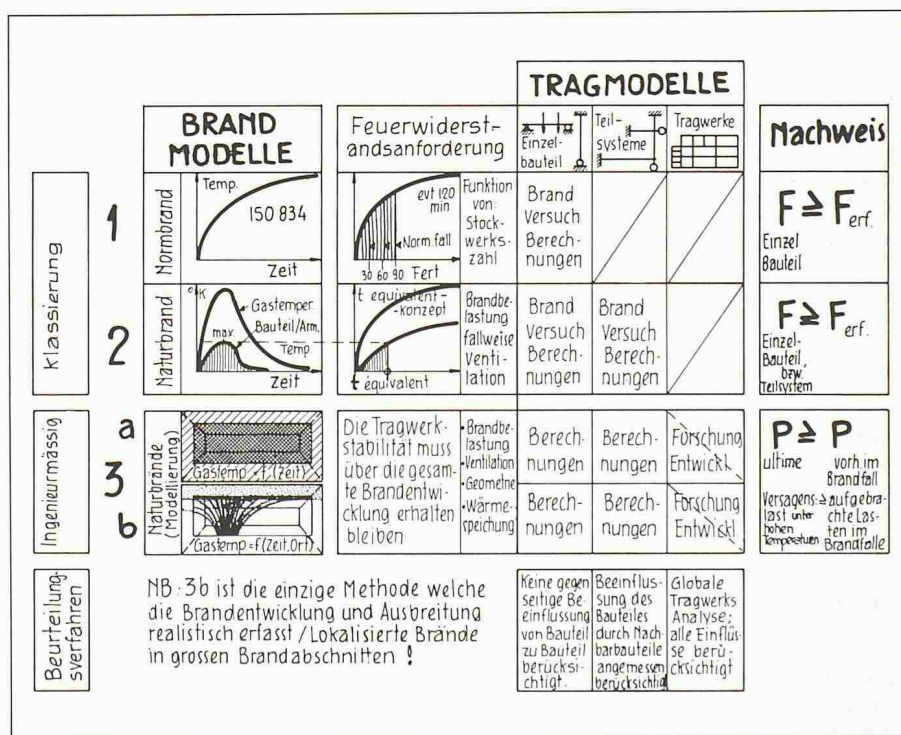 TRAGMODELLE
BRAND
MODELLE
Feuerwiderst-
andsanforderung
Einzel-
bauteil
Teil-
systeme
Tragwerke
Nachweis
Klassierung
1
Normbrand
Temp.
ISO 834
Zeit
evt 120
min
Norm.fall
30 60 90 Fert
Funktion
von:
Stock-
werks-
zahl
Brand
Versuch
Berech-
nungen
F ≥ F erf.
Einzel
Bauteil
2
Naturbrand
°K
Gastemper.
Bauteil/Arm.
Temp.
max.
Zeit
t equivalent-
-konzept
t équivalent
Brandbe-
lastung
fallweise
Venti-
lation
Brand
Versuch
Berech-
nungen
Brand
Versuch
Berech-
nungen
F ≥ F erf.
Einzel-
Bauteil,
bzw.
Teilsystem
Ingenieurmässig
a
3
b
Naturbrände
(Modellierung)
Gastemp = f (Zeit)
Gastemp = f (Zeit, Ort)
Die Tragwerk-
stabilität muss
über die gesam-
te Brandentwi-
cklung erhalten
bleiben
• Brandbe-
lastung
• Ventilation
• Geometrie
• Wärme-
speichung
Berech-
nungen
Berech-
nungen
Forschung
Entwickl.
Berech-
nungen
Berech-
nungen
Forschung
Entwickl.
P ≥ P
ultime vorh. im
Brandfall
Versagens- ≥ aufgebra-
last unter chte Las-
hohen ten im
Temperaturen Brandfalle
Beurteilung-
sverfahren
NB: 3b ist die einzige Methode welche
die Brandentwicklung und Ausbreitung
realistisch erfasst / Lokalisierte Brände
in grossen Brandabschnitten !
Keine gegen
seitige Be-
einflussung
von Bauteil
zu Bauteil
berücksi-
chtigt.
Beeinflus-
sung des
Bauteiles
durch Nach-
barbauteile
angemessen
berücksichtigt
Globale
Tragwerks
Analyse;
alle Einflüs-
se berü-
cksichtigt